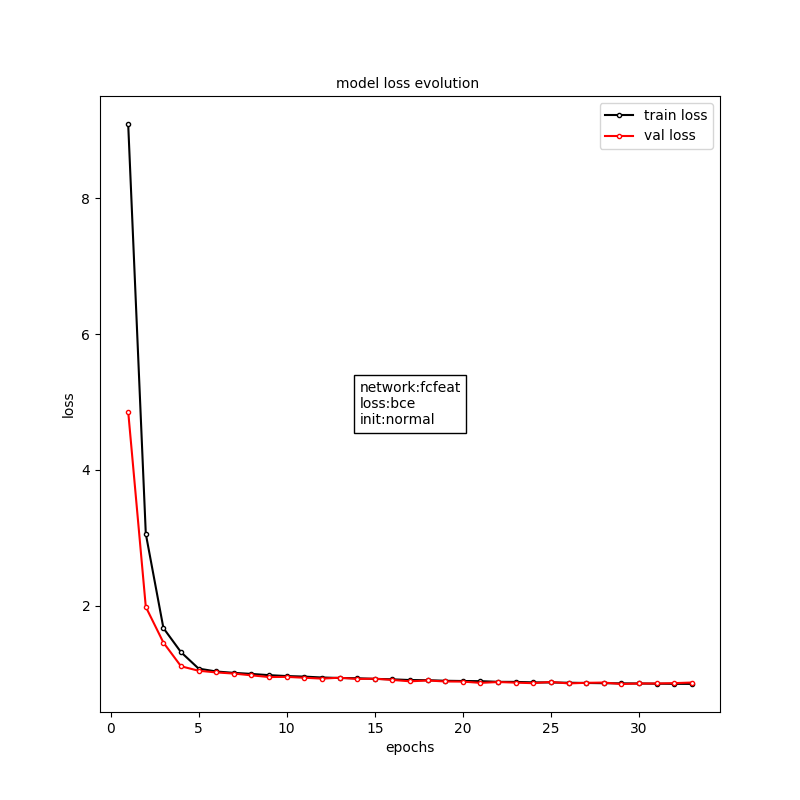 model loss evolution
train loss
val loss
8
6
4
2
loss
network:fcfeat
loss:bce
init:normal
0
5
10
15
20
25
30
epochs